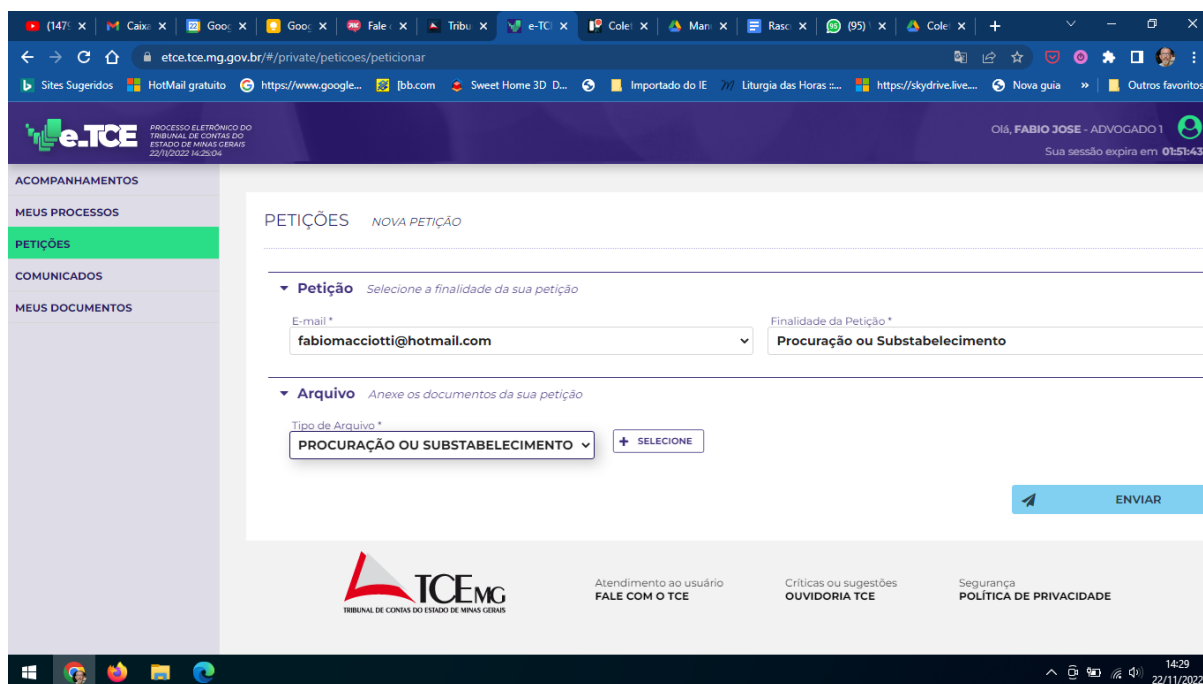 (147 Caixa Goog Goog Fale Tribu e-TCE Colet Man Rasc (95) Cole
etce.tce.mg.gov.br/#/private/peticoes/peticionar
Sites Sugeridos HotMail gratuito https://www.google... [bb.com Sweet Home 3D D... Importado do IE Liturgia das Horas ::... https://skydrive.live.... Nova guia » Outros favoritos
e.TCE
PROCESSO ELETRÔNICO DO
TRIBUNAL DE CONTAS DO
ESTADO DE MINAS GERAIS
22/11/2022 14:25:04
Olá, FABIO JOSE - ADVOGADO 1
Sua sessão expira em 01:51:43
ACOMPANHAMENTOS
MEUS PROCESSOS
PETIÇÕES
COMUNICADOS
MEUS DOCUMENTOS
PETIÇÕES NOVA PETIÇÃO
Petição Selecione a finalidade da sua petição
E-mail * Finalidade da Petição *
fabiomacciotti@hotmail.com Procuração ou Substabelecimento
Arquivo Anexe os documentos da sua petição
Tipo de Arquivo *
PROCURAÇÃO OU SUBSTABELECIMENTO + SELECIONE
ENVIAR
TCEMG
TRIBUNAL DE CONTAS DO ESTADO DE MINAS GERAIS
Atendimento ao usuário Críticas ou sugestões Segurança
FALE COM O TCE OUVIDORIA TCE POLÍTICA DE PRIVACIDADE
14:29
22/11/2022